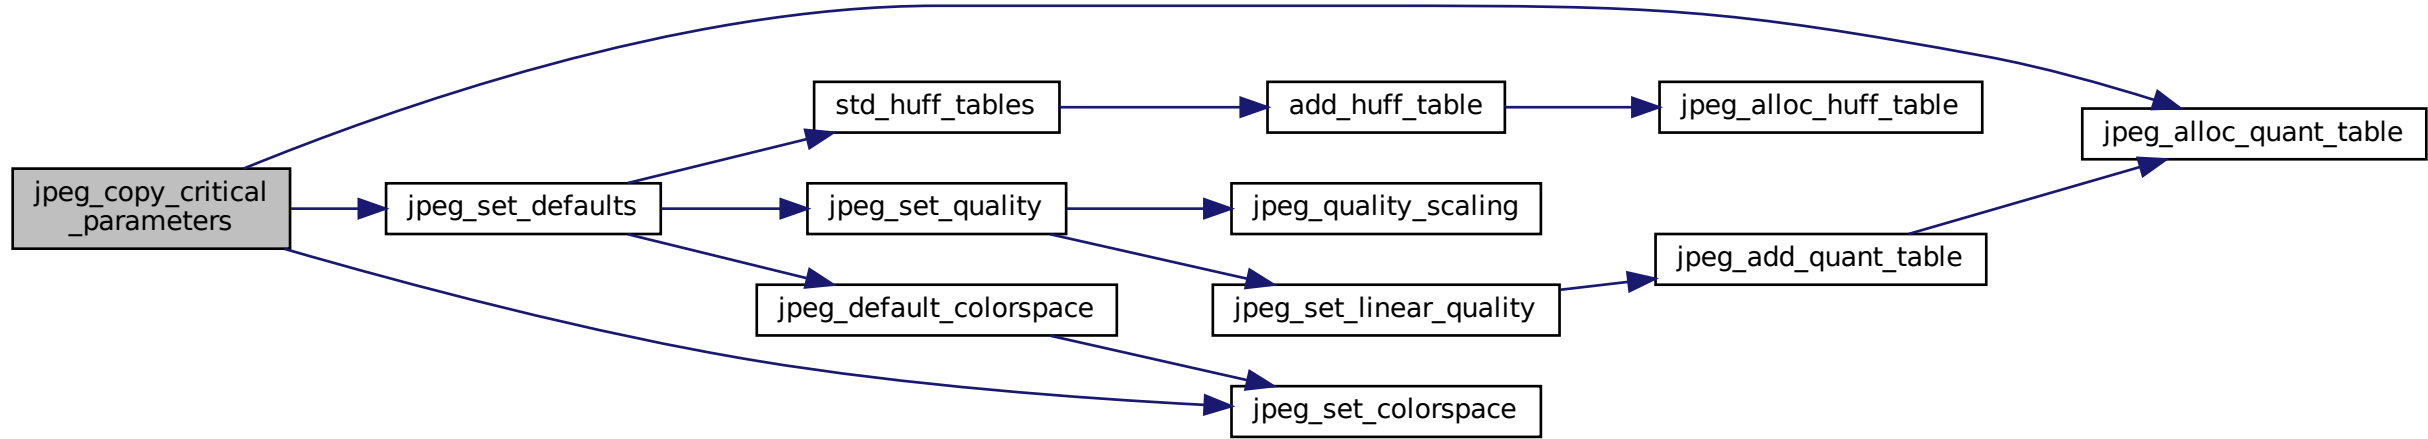 jpeg_copy_critical
_parameters
jpeg_set_defaults
std_huff_tables
jpeg_set_quality
jpeg_default_colorspace
add_huff_table
jpeg_quality_scaling
jpeg_set_linear_quality
jpeg_set_colorspace
jpeg_alloc_huff_table
jpeg_add_quant_table
jpeg_alloc_quant_table